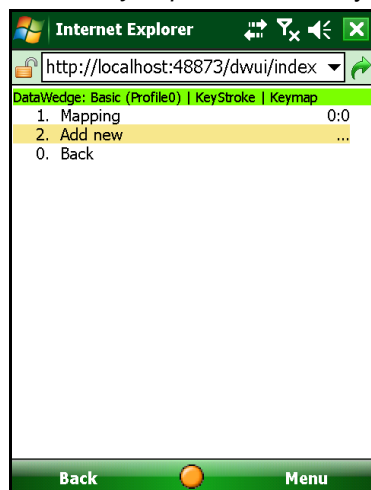 Internet Explorer
http://localhost:48873/dwui/index
DataWedge: Basic (Profile0) | KeyStroke | Keymap
1. Mapping 0:0
2. Add new ...
0. Back
Back Menu